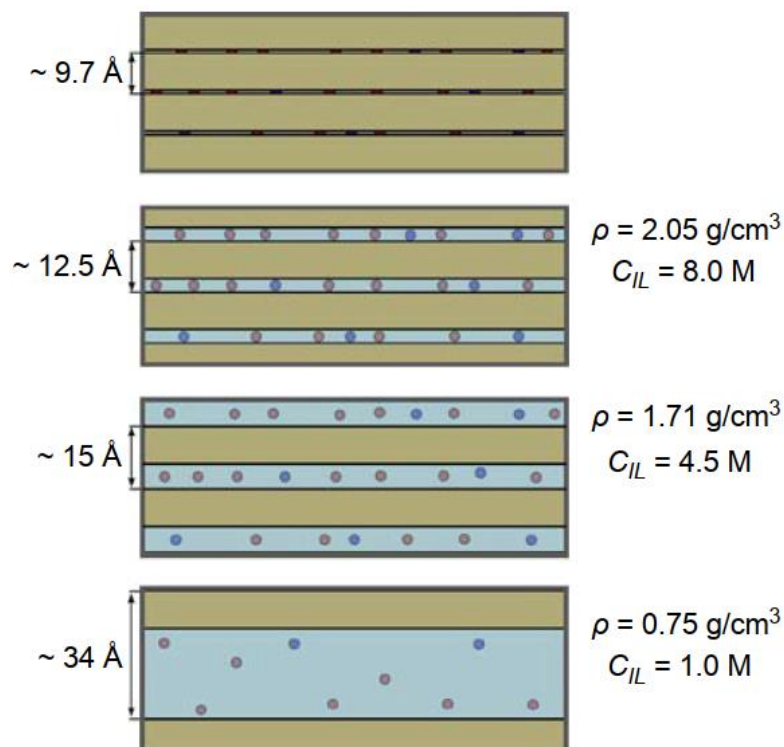 ~ 9.7 Å
~ 12.5 Å
ρ = 2.05 g/cm³
C_IL = 8.0 M
~ 15 Å
ρ = 1.71 g/cm³
C_IL = 4.5 M
~ 34 Å
ρ = 0.75 g/cm³
C_IL = 1.0 M